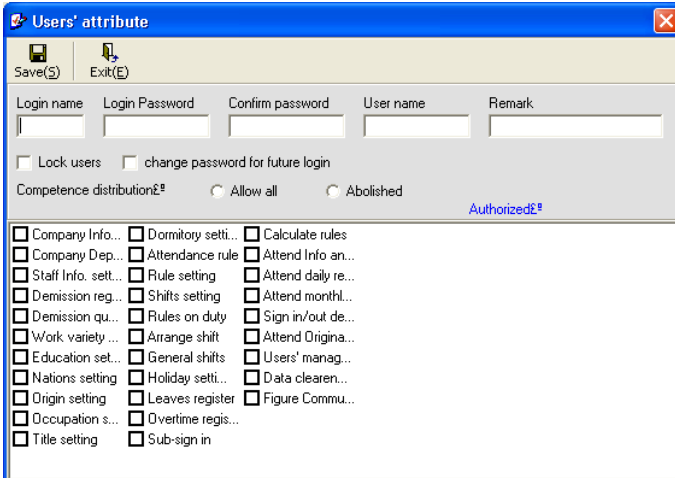 Users' attribute
Save(S) Exit(E)
Login name Login Password Confirm password User name Remark
Lock users change password for future login
Competence distribution£º Allow all Abolished
Authorized£º
Company Info... Dormitory setti... Calculate rules
Company Dep... Attendance rule Attend Info an...
Staff Info. sett... Rule setting Attend daily re...
Demission reg... Shifts setting Attend monthl...
Demission qu... Rules on duty Sign in/out de...
Work variety ... Arrange shift Attend Origina...
Education set... General shifts Users' manag...
Nations setting Holiday setti... Data clearen...
Origin setting Leaves register Figure Commu...
Occupation s... Overtime regis...
Title setting Sub-sign in